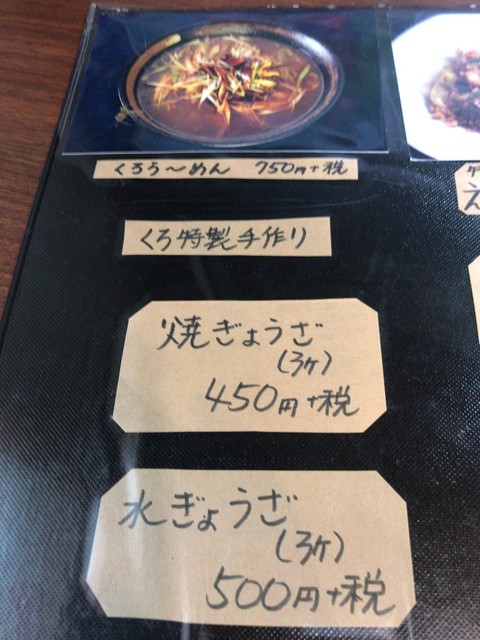 くろう〜めん 750円+税
くろ特製手作り
焼ぎょうざ
(3ケ)
450円+税
水ぎょうざ
(3ケ)
500円+税